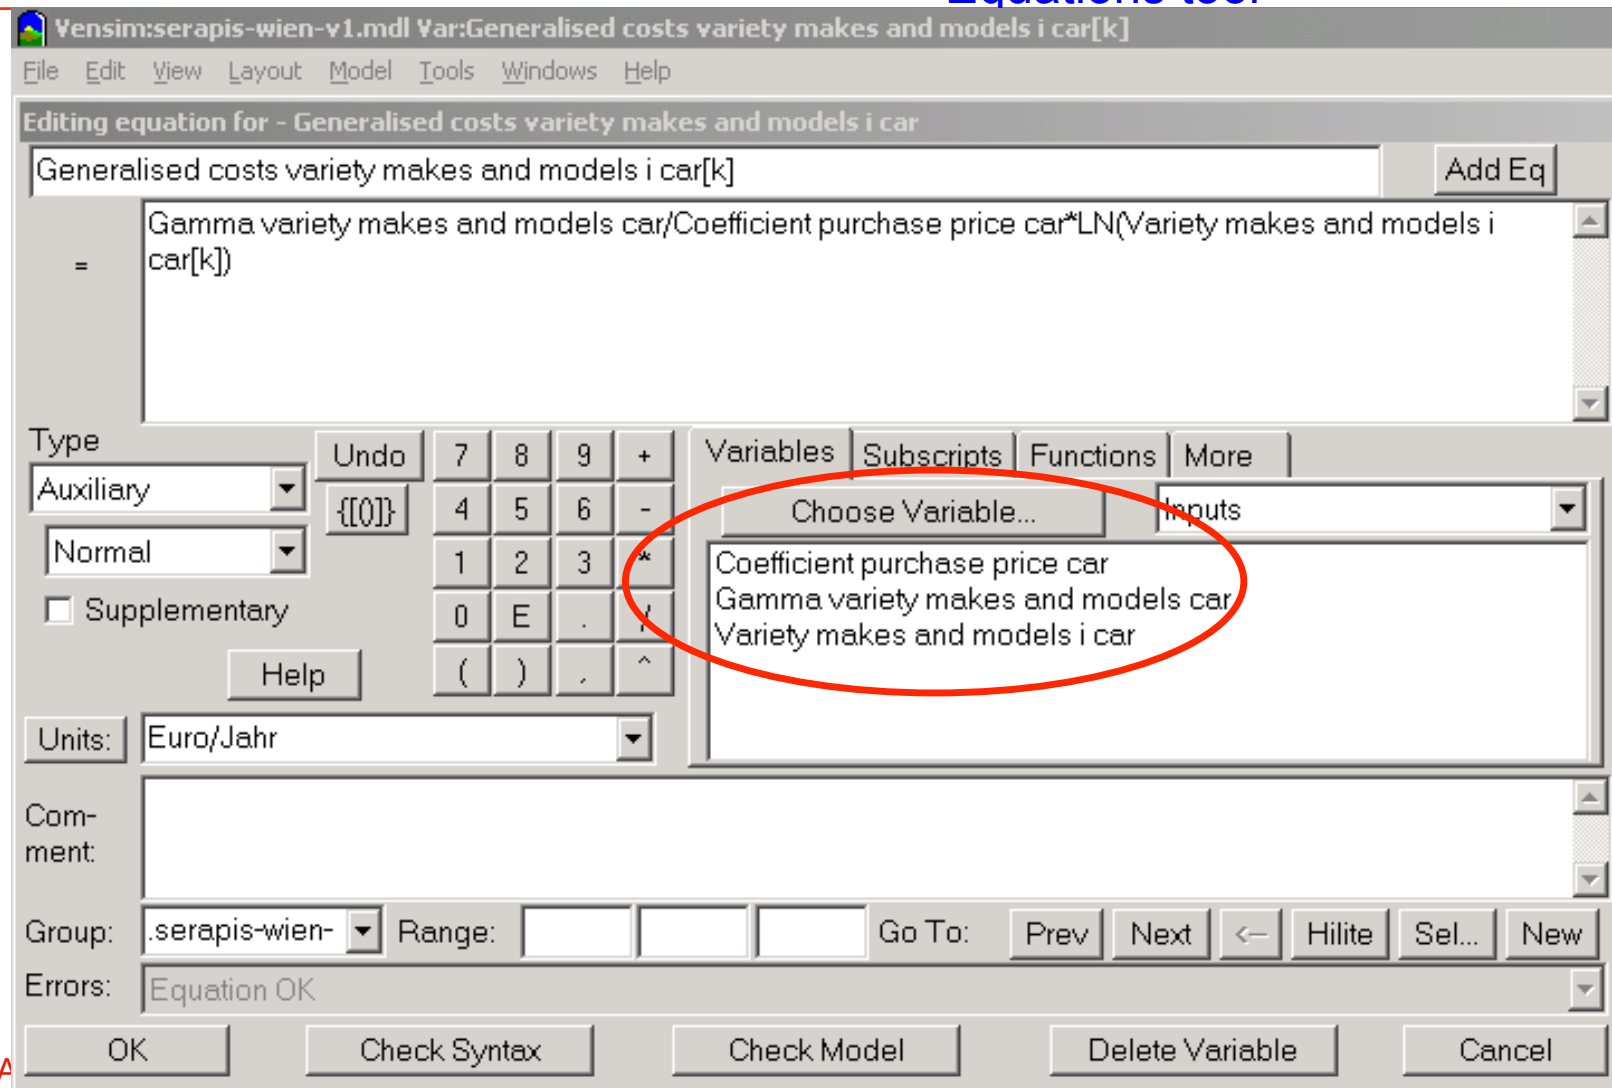 Equations tool
Vensim:serapis-wien-v1.mdl Var:Generalised costs variety makes and models i car[k]
File Edit View Layout Model Tools Windows Help
Editing equation for - Generalised costs variety makes and models i car
Generalised costs variety makes and models i car[k] Add Eq
= Gamma variety makes and models car/Coefficient purchase price car*LN(Variety makes and models i
car[k])
Type
Auxiliary
Normal
Supplementary
Help
Undo 7 8 9 +
{[()]} 4 5 6 -
1 2 3 *
0 E . /
( ) , ^
Variables Subscripts Functions More
Choose Variable... Inputs
Coefficient purchase price car
Gamma variety makes and models car
Variety makes and models i car
Units: Euro/Jahr
Com-
ment:
Group: .serapis-wien- Range: Go To: Prev Next <- Hilite Sel... New
Errors: Equation OK
OK Check Syntax Check Model Delete Variable Cancel
A